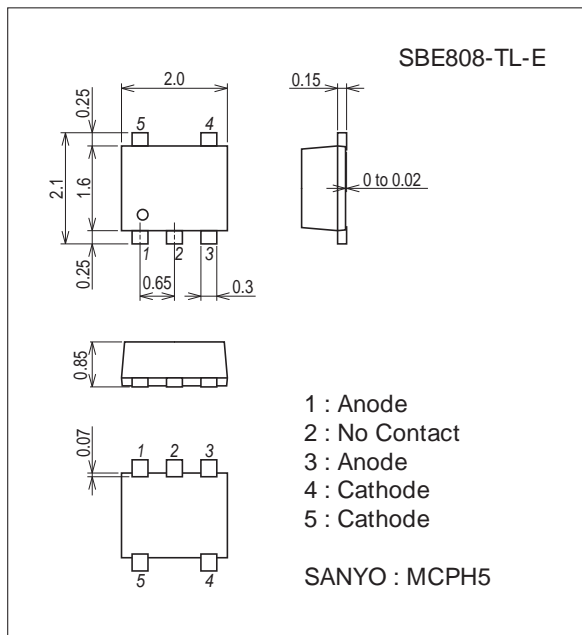 SBE808-TL-E
2.0
0.15
0.25
5
4
2.1
1.6
0 to 0.02
0.25
1
2
3
0.65
0.3
0.85
0.07
1
2
3
5
4
1 : Anode
2 : No Contact
3 : Anode
4 : Cathode
5 : Cathode
SANYO : MCPH5